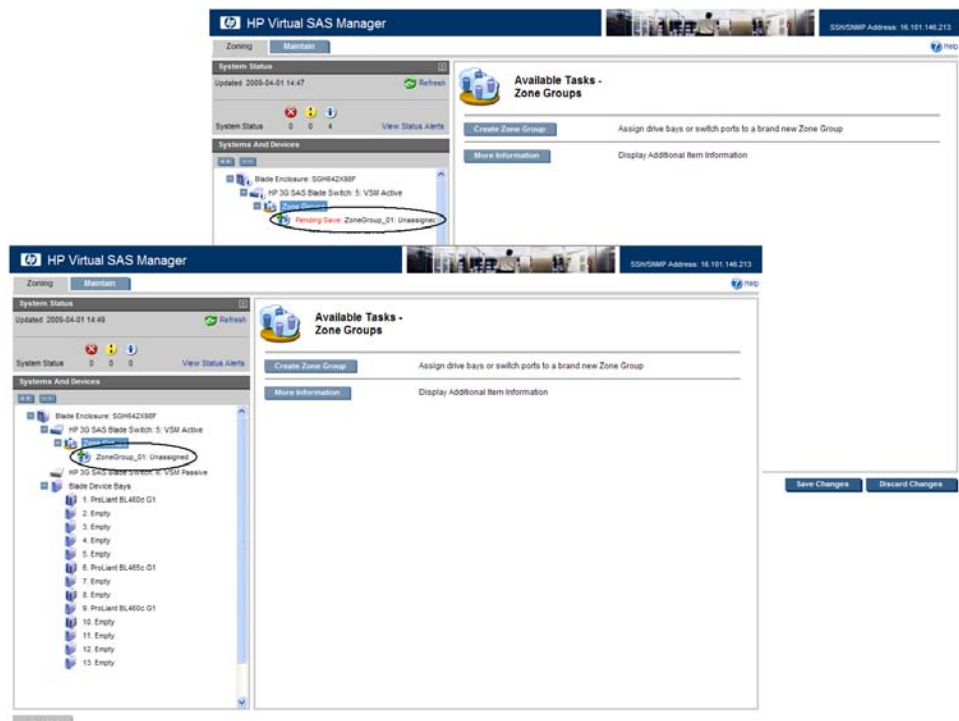 HP Virtual SAS Manager
SSH/SNMP Address: 16.101.146.213
Zoning
Maintain
Help
System Status
Updated 2009-04-01 14:47
Refresh
System Status 0 0 4 View Status Alerts
Systems And Devices
Blade Enclosure: SGH642X98F
HP 3G SAS Blade Switch: 5: VSM Active
Zone Groups
Pending Save: ZoneGroup_01: Unassigned
Available Tasks -
Zone Groups
Create Zone Group Assign drive bays or switch ports to a brand new Zone Group
More Information Display Additional Item Information
Save Changes Discard Changes
HP Virtual SAS Manager
SSH/SNMP Address: 16.101.146.213
Zoning
Maintain
Help
System Status
Updated 2009-04-01 14:49
Refresh
System Status 0 0 0 View Status Alerts
Systems And Devices
Blade Enclosure: SGH642X98F
HP 3G SAS Blade Switch: 5: VSM Active
Zone Groups
ZoneGroup_01: Unassigned
HP 3G SAS Blade Switch: 6: VSM Passive
Blade Device Bays
1. ProLiant BL460c G1
2. Empty
3. Empty
4. Empty
5. Empty
6. ProLiant BL465c G1
7. Empty
8. Empty
9. ProLiant BL460c G1
10. Empty
11. Empty
12. Empty
13. Empty
Available Tasks -
Zone Groups
Create Zone Group Assign drive bays or switch ports to a brand new Zone Group
More Information Display Additional Item Information